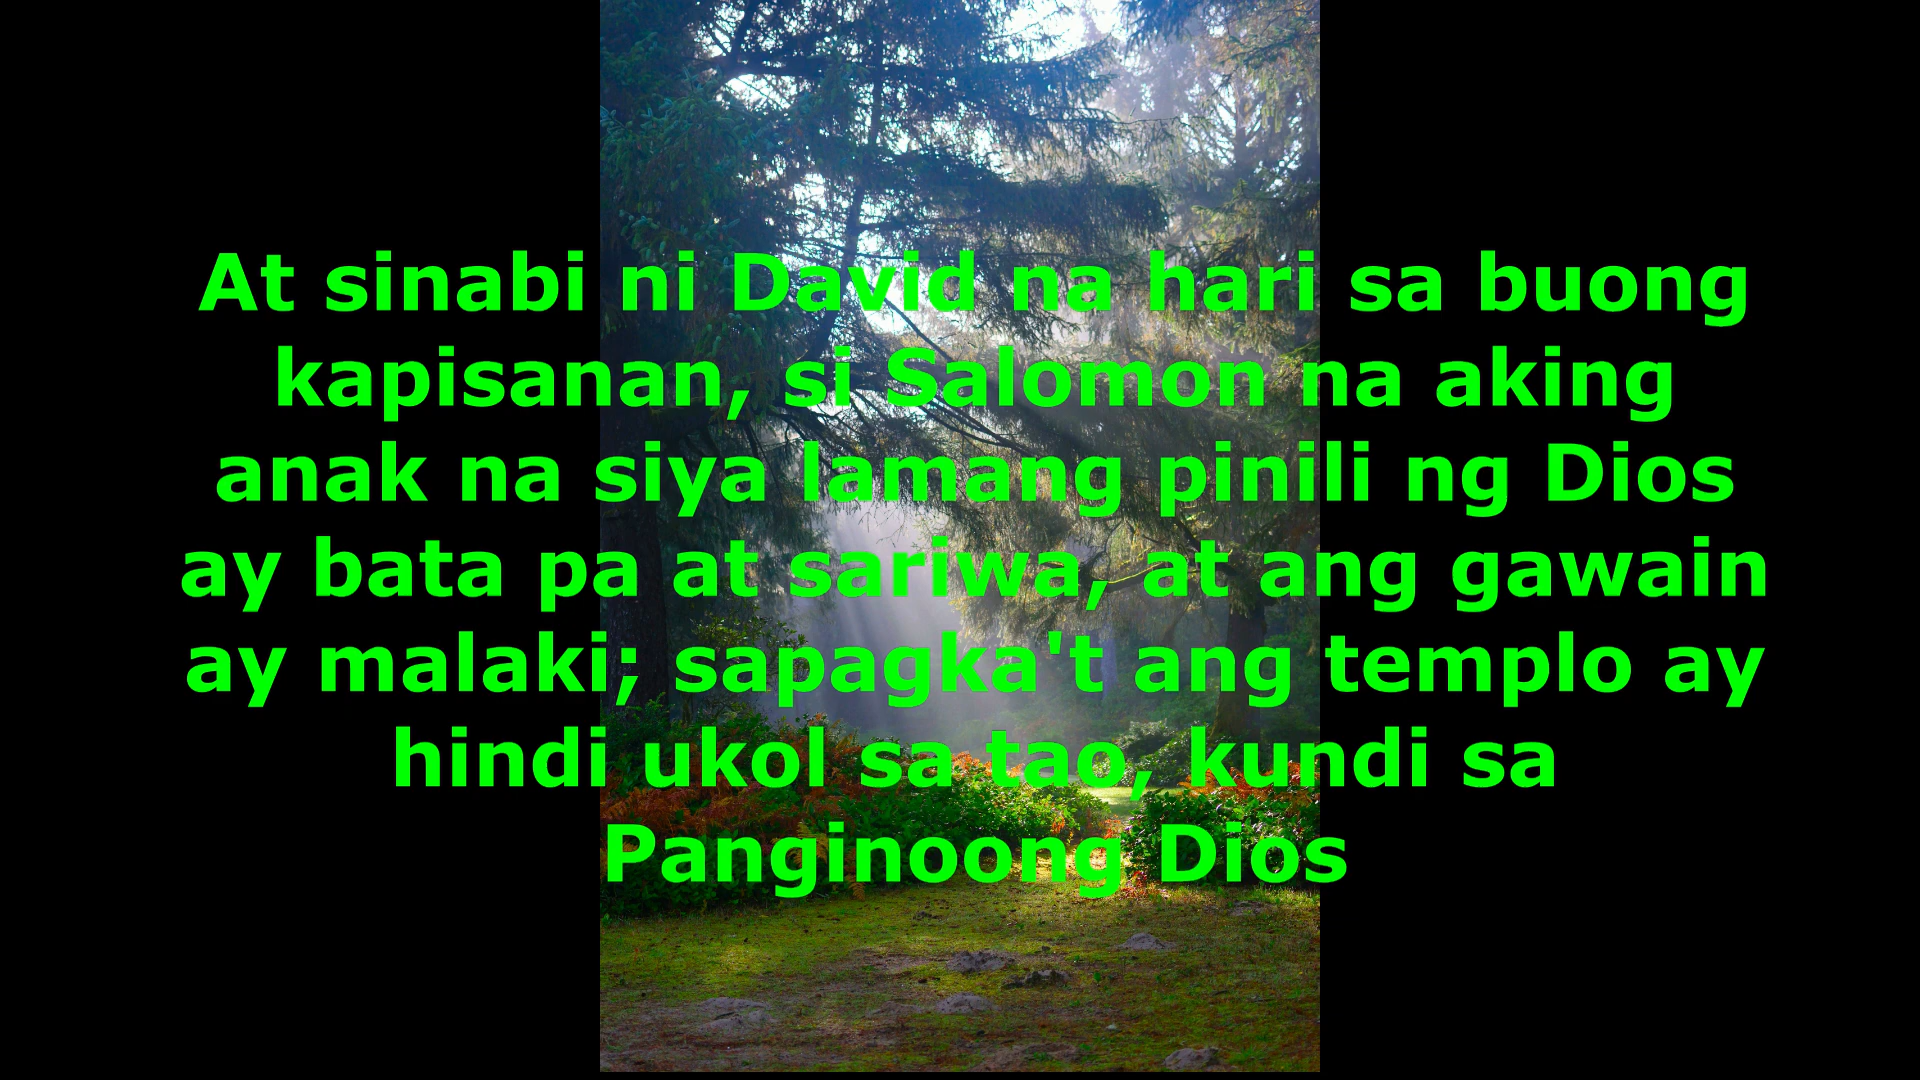 At sinabi ni David na hari sa buong
kapisanan, si Salomon na aking
anak na siya lamang pinili ng Dios
ay bata pa at sariwa, at ang gawain
ay malaki; sapagka't ang templo ay
hindi ukol sa tao, kundi sa
Panginoong Dios